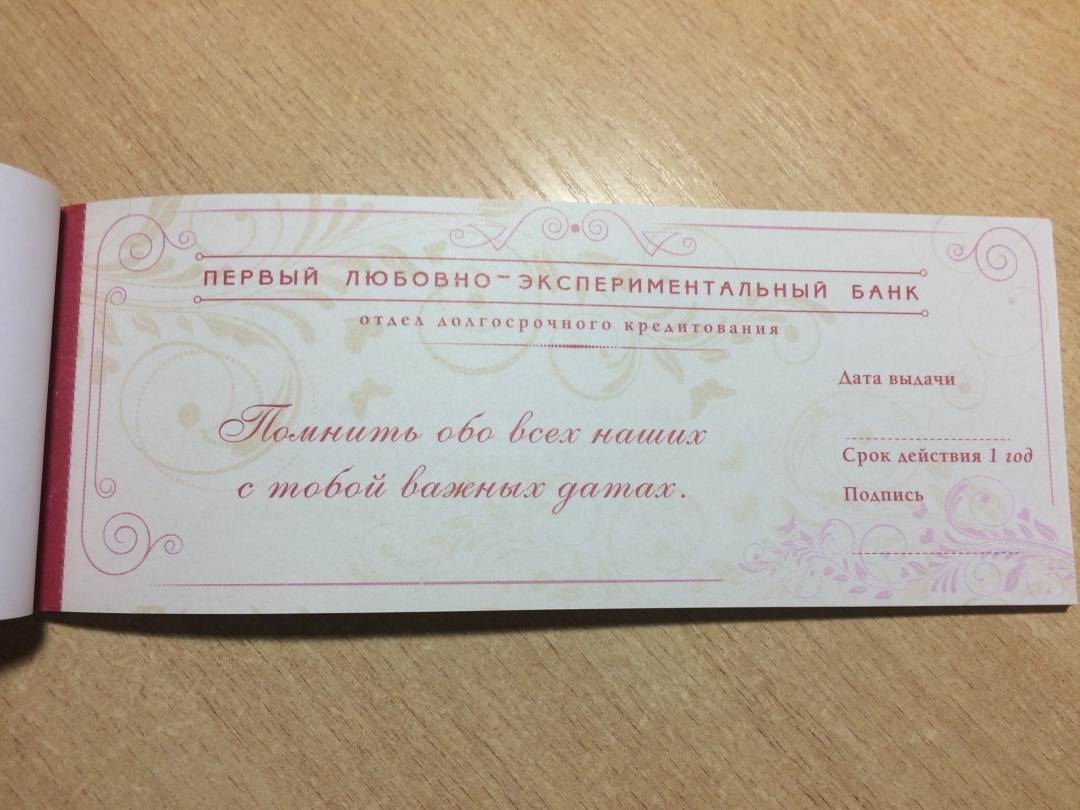 ПЕРВЫЙ ЛЮБОВНО-ЭКСПЕРИМЕНТАЛЬНЫЙ БАНК
отдел долгосрочного кредитования
Помнить обо всех наших
с тобой важных датах.
Дата выдачи
Срок действия 1 год
Подпись